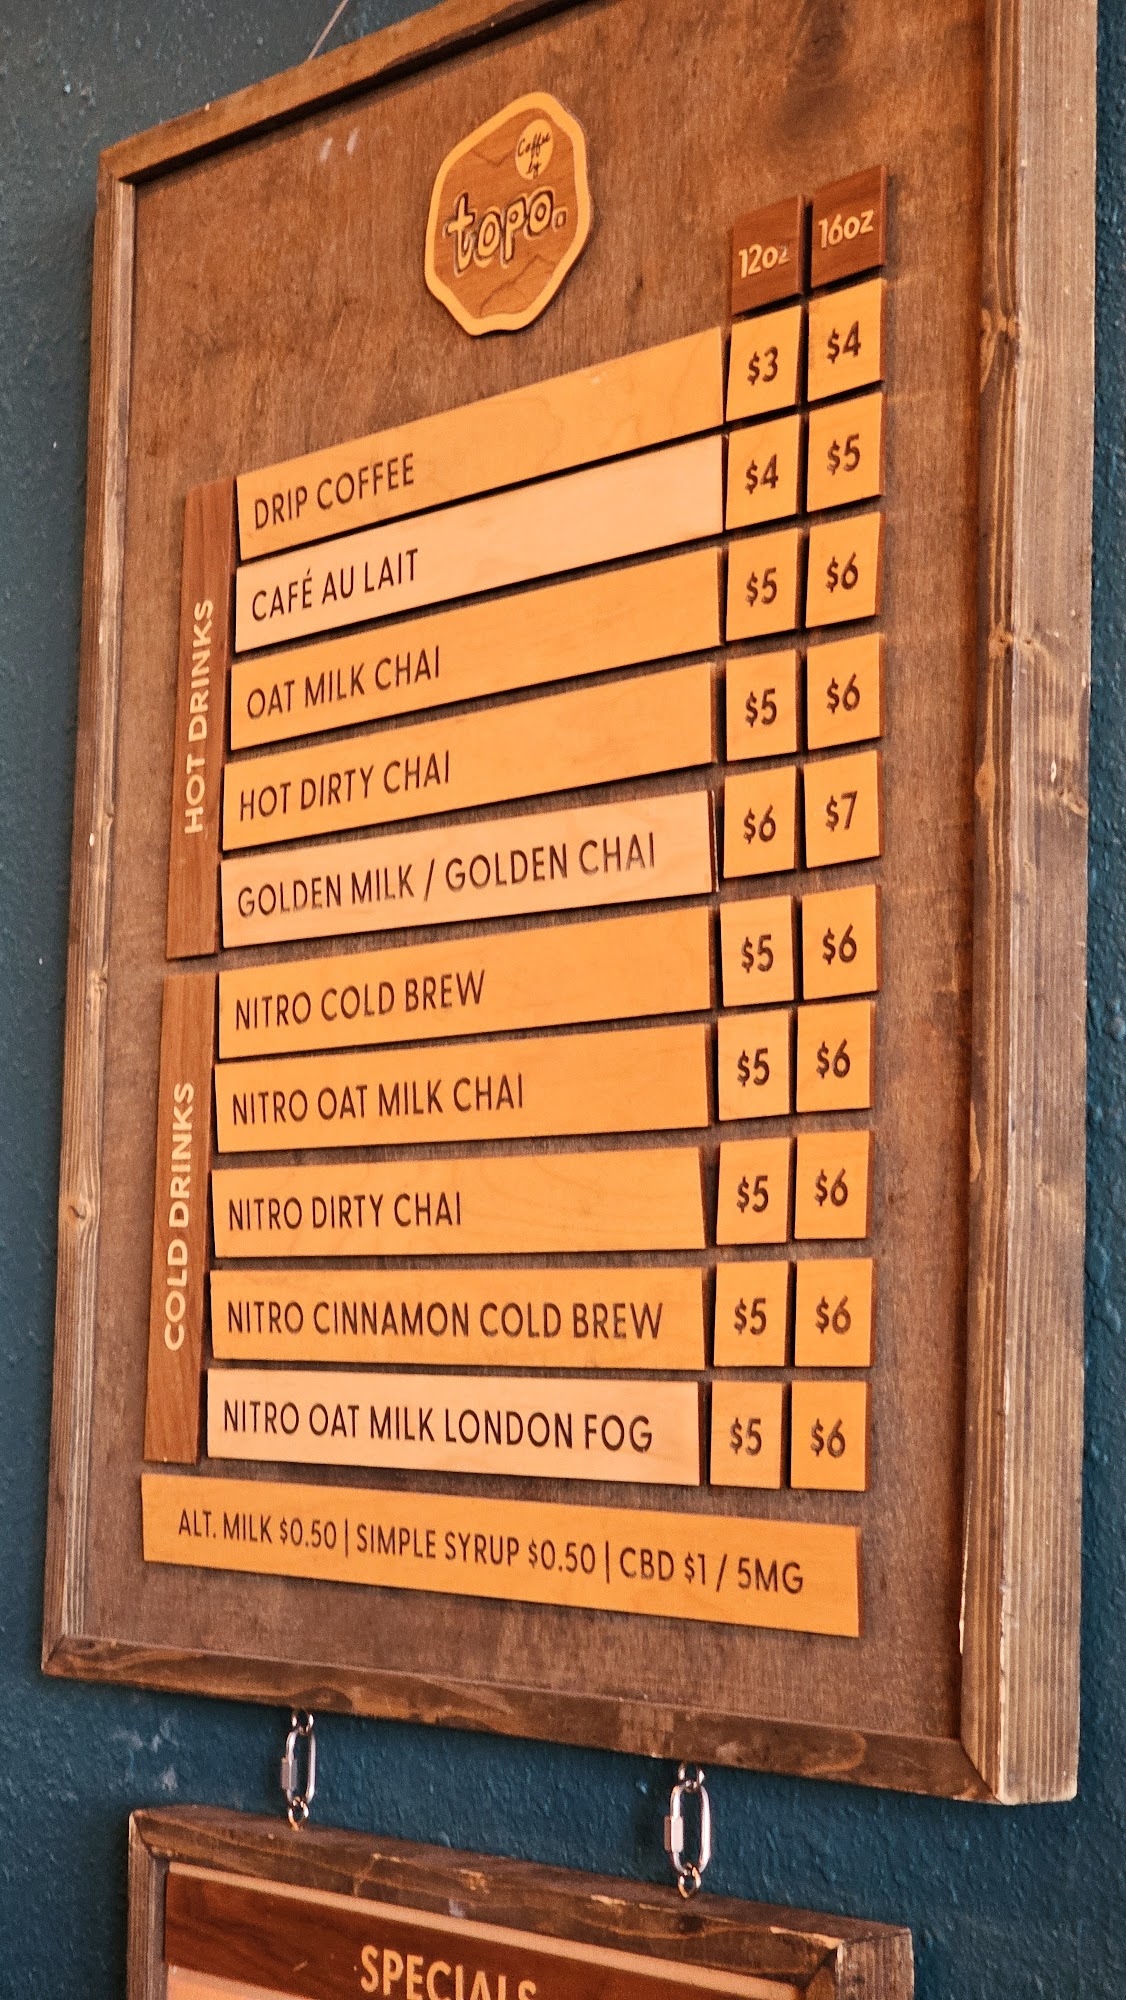 Coffee
by
topo.
12oz 16oz
HOT DRINKS
DRIP COFFEE $3 $4
CAFÉ AU LAIT $4 $5
OAT MILK CHAI $5 $6
HOT DIRTY CHAI $5 $6
GOLDEN MILK / GOLDEN CHAI $6 $7
COLD DRINKS
NITRO COLD BREW $5 $6
NITRO OAT MILK CHAI $5 $6
NITRO DIRTY CHAI $5 $6
NITRO CINNAMON COLD BREW $5 $6
NITRO OAT MILK LONDON FOG $5 $6
ALT. MILK $0.50 | SIMPLE SYRUP $0.50 | CBD $1 / 5MG
SPECIALS